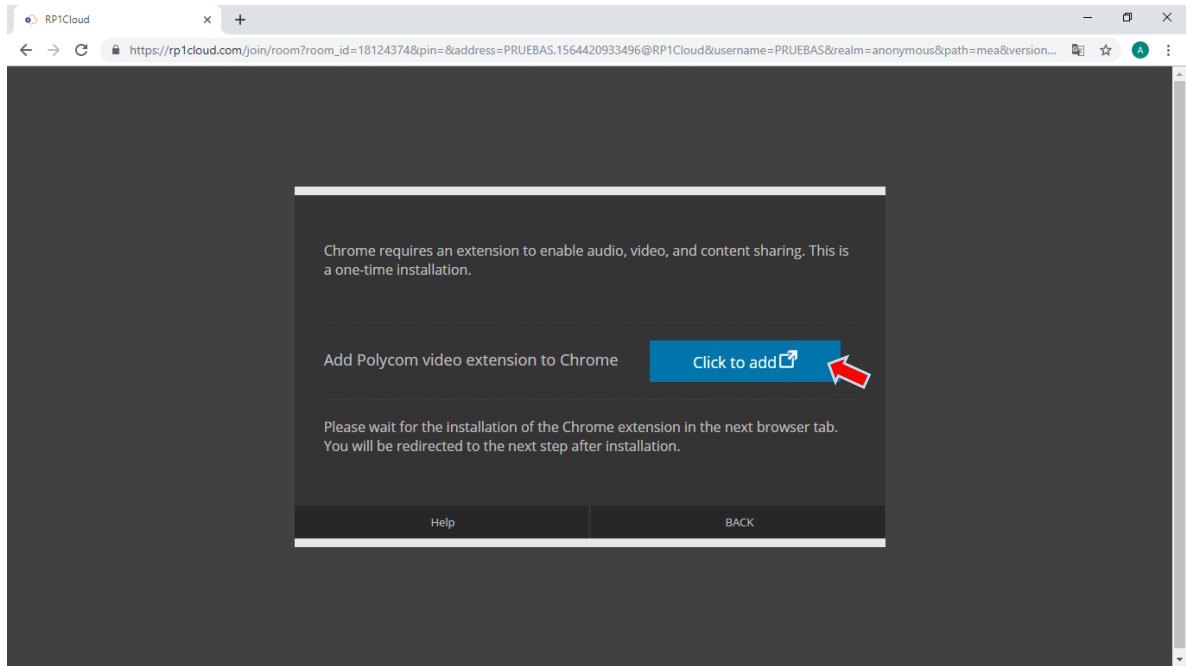 RP1Cloud
https://rp1cloud.com/join/room?room_id=18124374&pin=&address=PRUEBAS.1564420933496@RP1Cloud&username=PRUEBAS&realm=anonymous&path=mea&version...
A
Chrome requires an extension to enable audio, video, and content sharing. This is
a one-time installation.
Add Polycom video extension to Chrome
Click to add
Please wait for the installation of the Chrome extension in the next browser tab.
You will be redirected to the next step after installation.
Help
BACK